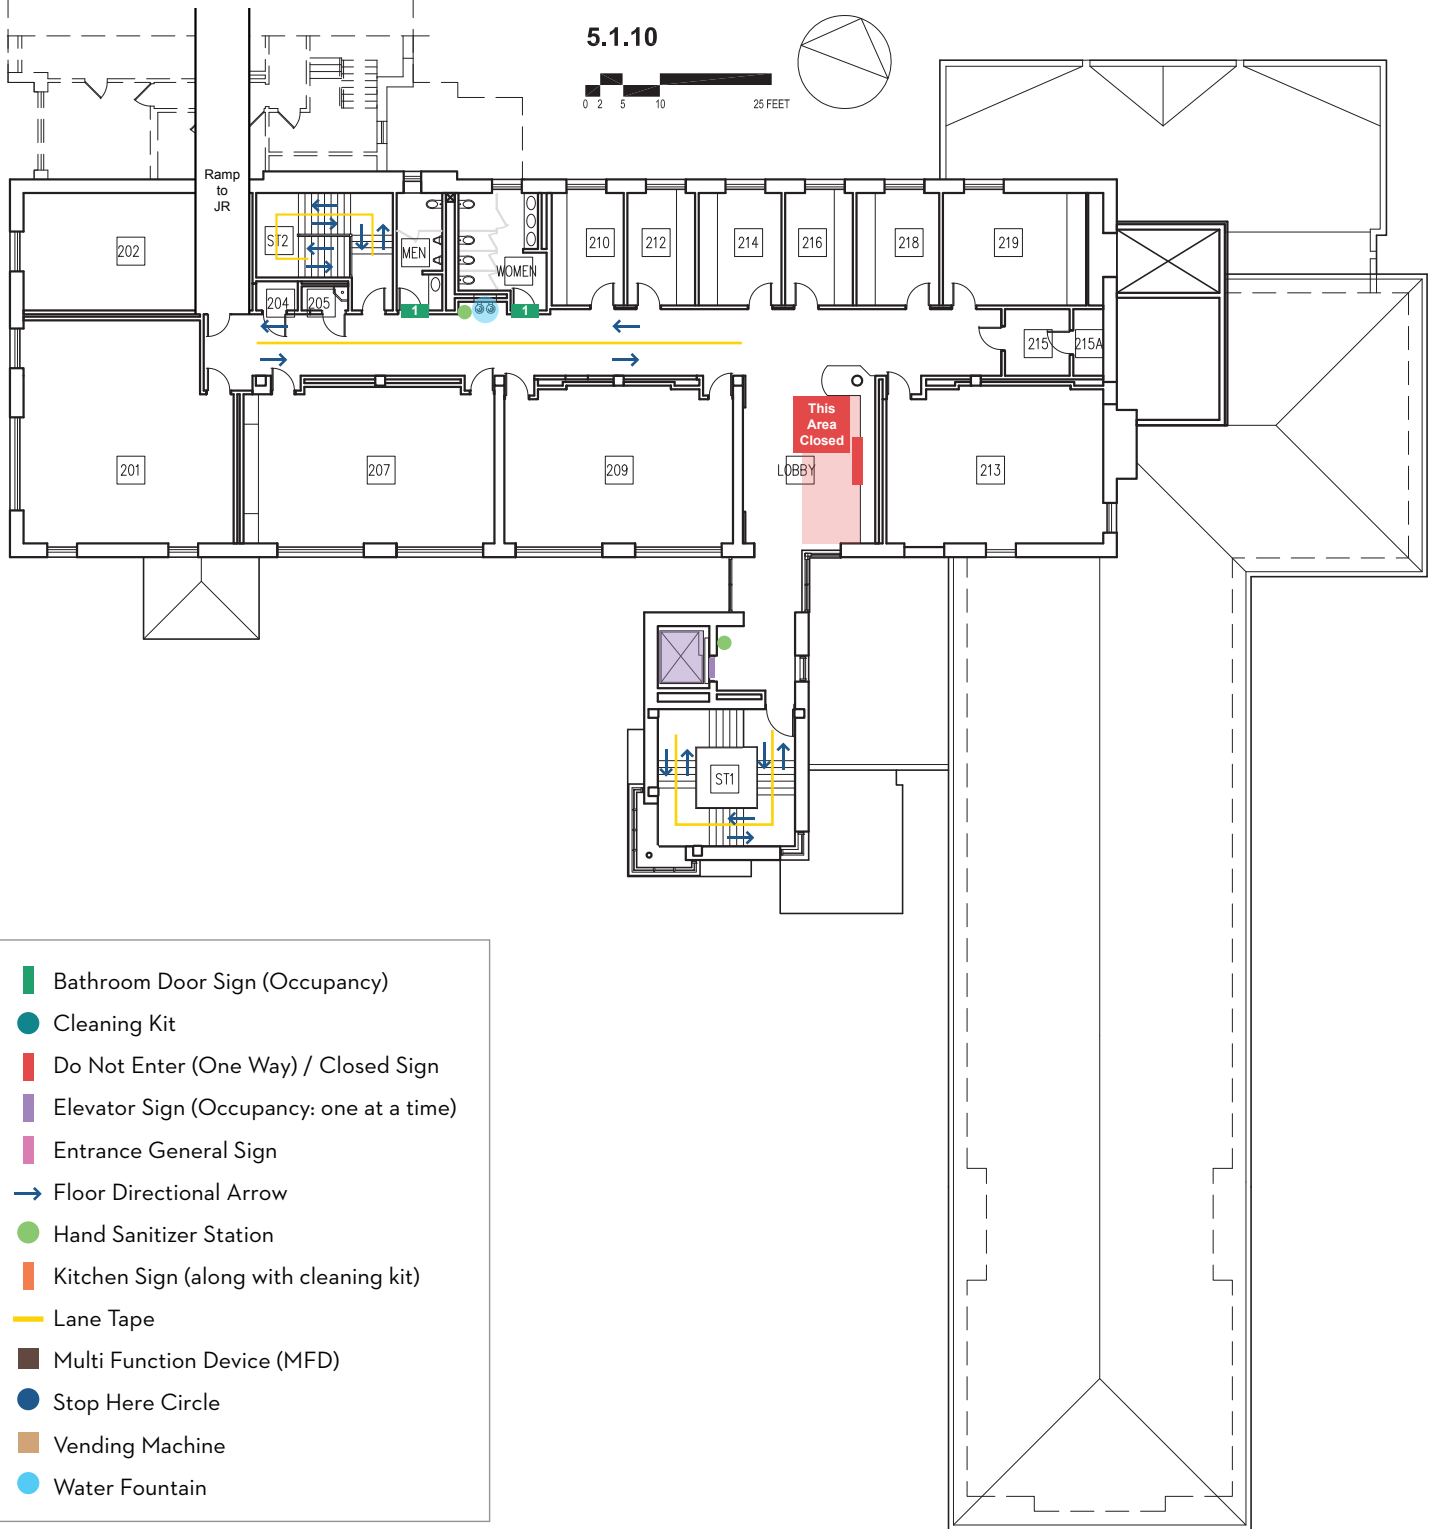 5.1.10
0 2 5 10 25 FEET
Ramp
to
JR
202
ST2
MEN
WOMEN
210
212
214
216
218
219
204
205
1
1
215
215A
This
Area
Closed
201
207
209
LOBBY
213
ST1
Bathroom Door Sign (Occupancy)
Cleaning Kit
Do Not Enter (One Way) / Closed Sign
Elevator Sign (Occupancy: one at a time)
Entrance General Sign
Floor Directional Arrow
Hand Sanitizer Station
Kitchen Sign (along with cleaning kit)
Lane Tape
Multi Function Device (MFD)
Stop Here Circle
Vending Machine
Water Fountain